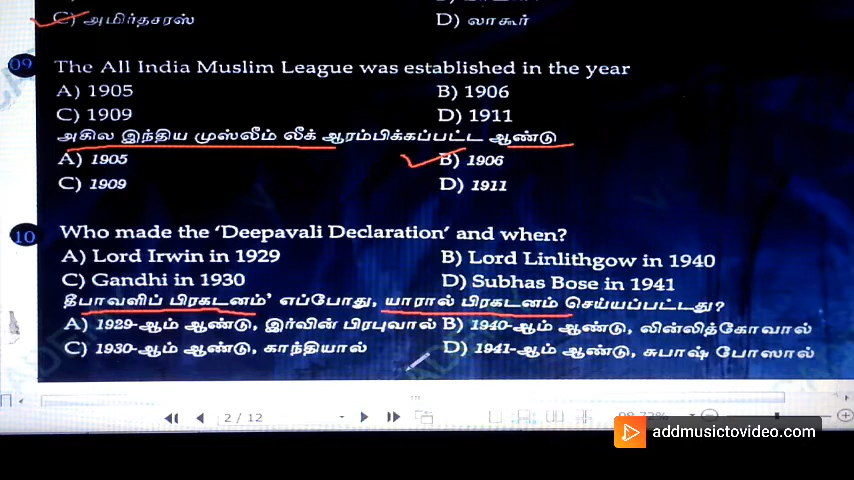 C) அமிர்தசரஸ் D) லாகூர்
09 The All India Muslim League was established in the year
A) 1905 B) 1906
C) 1909 D) 1911
அகில இந்திய முஸ்லீம் லீக் ஆரம்பிக்கப்பட்ட ஆண்டு
A) 1905 B) 1906
C) 1909 D) 1911
10 Who made the ‘Deepavali Declaration’ and when?
A) Lord Irwin in 1929 B) Lord Linlithgow in 1940
C) Gandhi in 1930 D) Subhas Bose in 1941
தீபாவளிப் பிரகடனம்’ எப்போது, யாரால் பிரகடனம் செய்யப்பட்டது?
A) 1929-ஆம் ஆண்டு, இர்வின் பிரபுவால் B) 1940-ஆம் ஆண்டு, லின்லித்கோவால்
C) 1930-ஆம் ஆண்டு, காந்தியால் D) 1941-ஆம் ஆண்டு, சுபாஷ் போஸால்
2 / 12
addmusictovideo.com